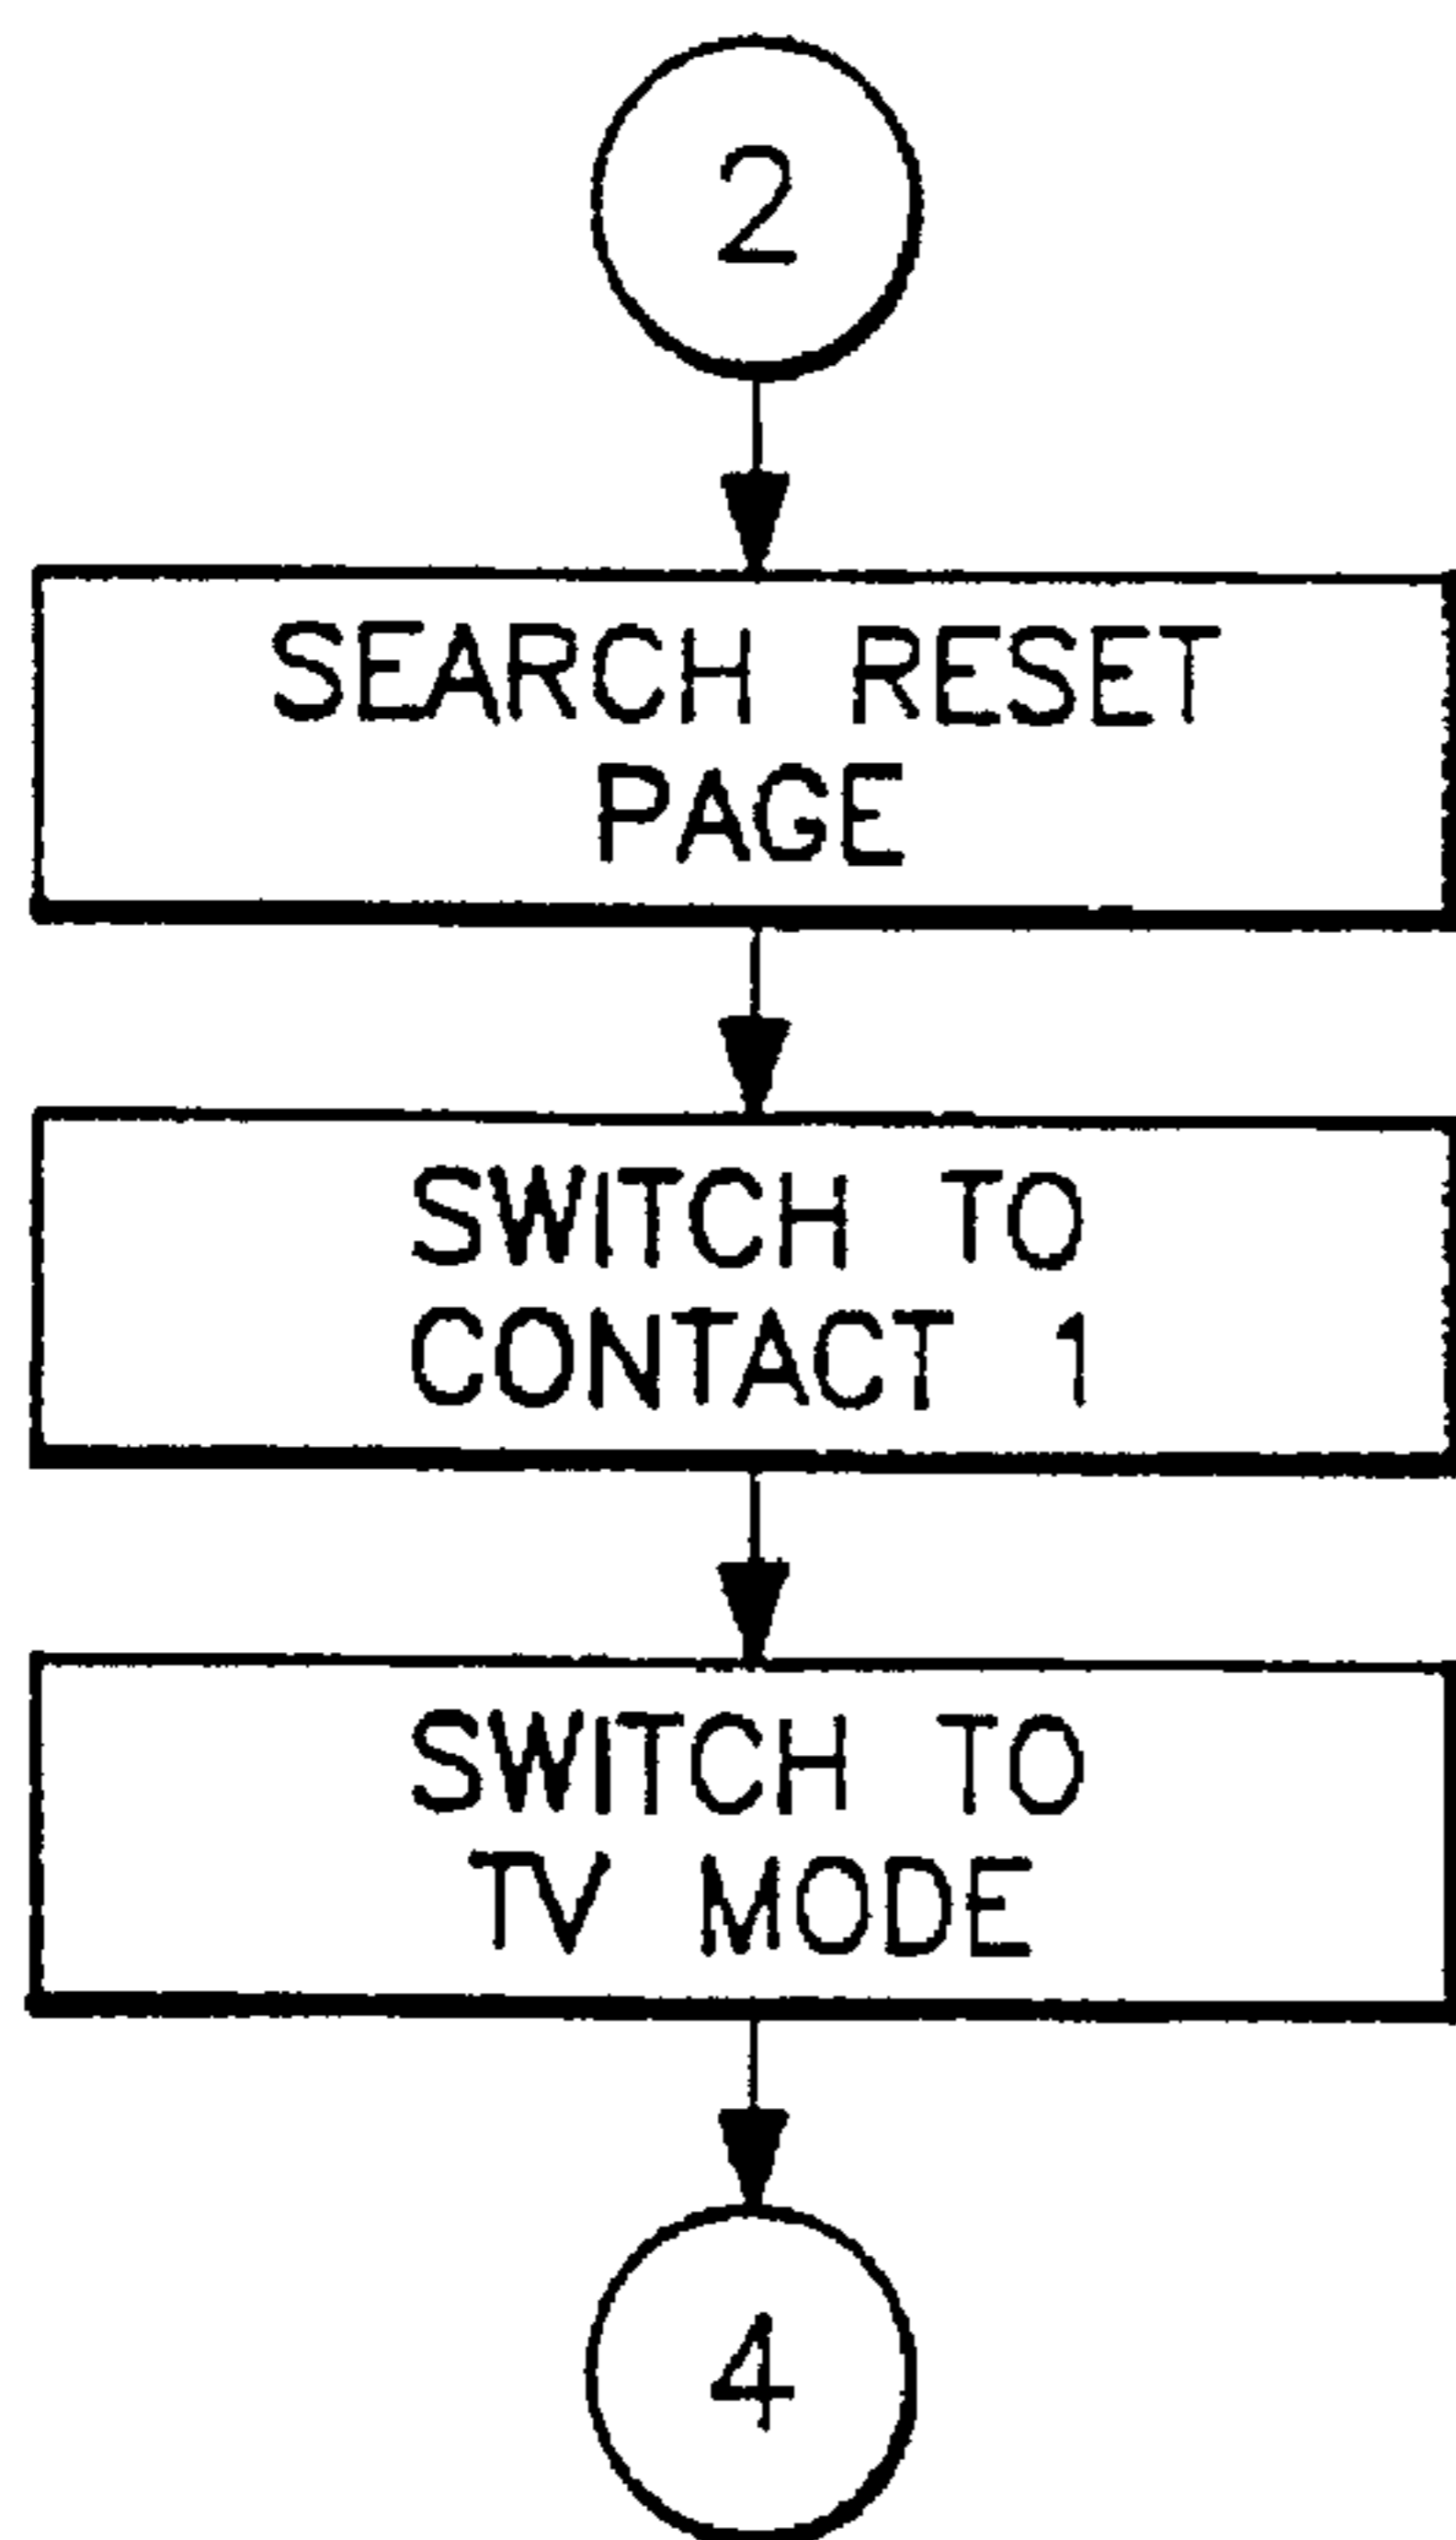 2
SEARCH RESET
PAGE
SWITCH TO
CONTACT 1
SWITCH TO
TV MODE
4